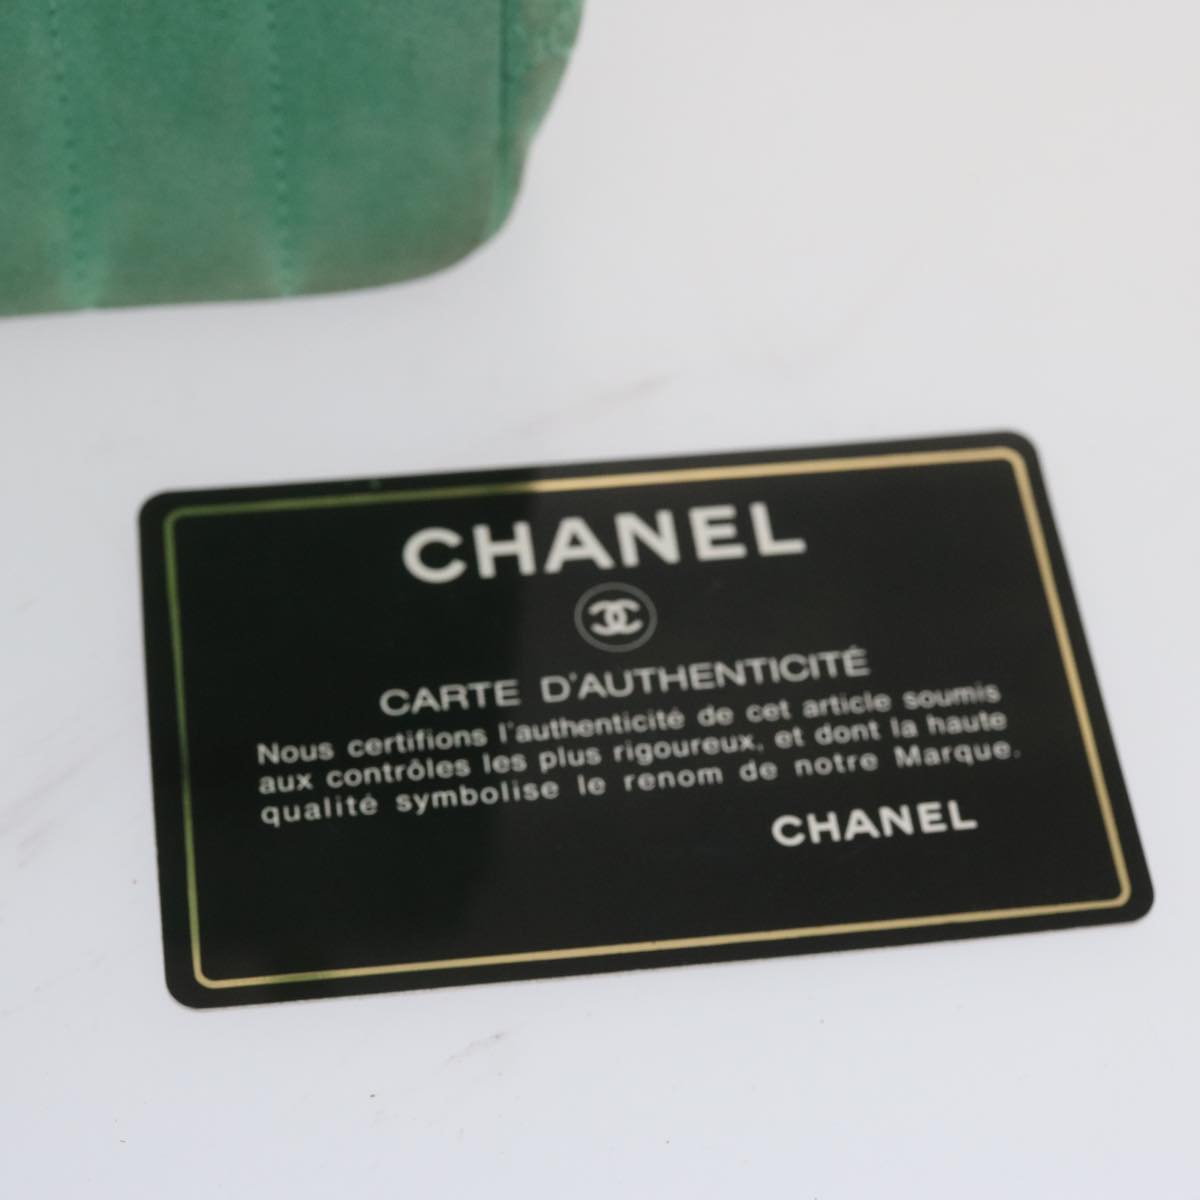 CHANEL
CARTE D'AUTHENTICITÉ
Nous certifions l'authenticité de cet article soumis
aux contrôles les plus rigoureux, et dont la haute
qualité symbolise le renom de notre Marque.
CHANEL